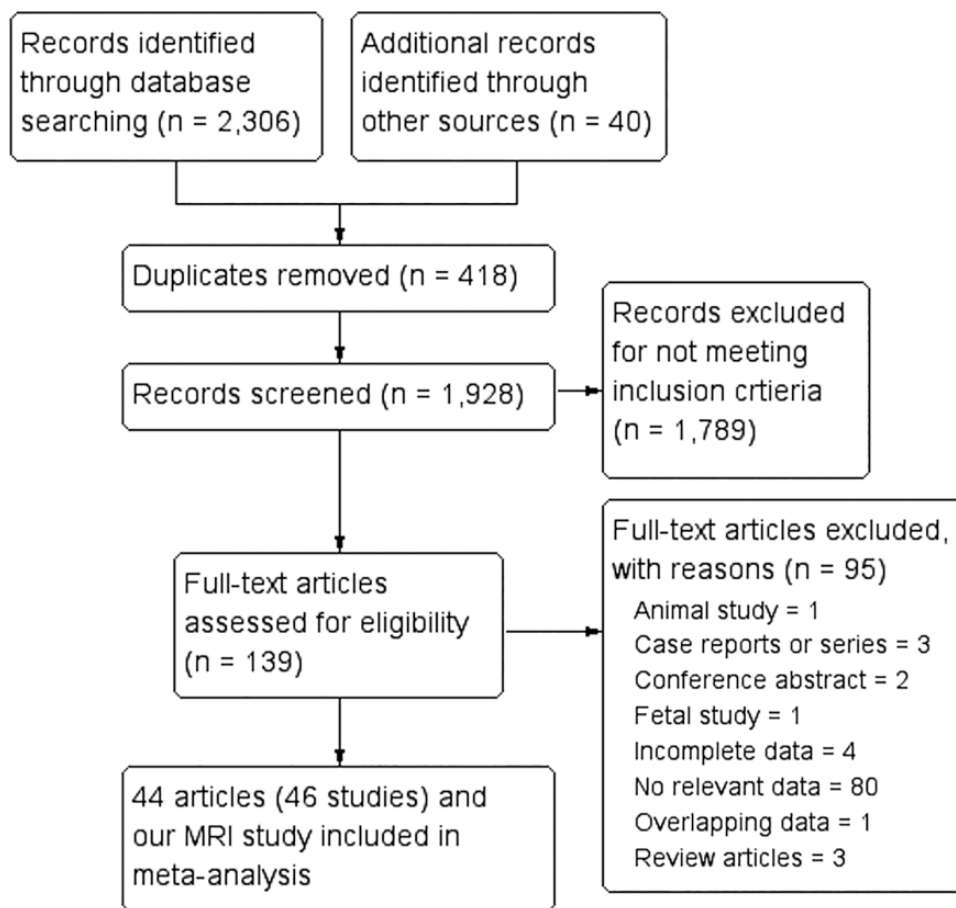 Records identified
through database
searching (n = 2,306)
Additional records
identified through
other sources (n = 40)
Duplicates removed (n = 418)
Records screened (n = 1,928)
Records excluded
for not meeting
inclusion crtieria
(n = 1,789)
Full-text articles
assessed for eligibility
(n = 139)
Full-text articles excluded,
with reasons (n = 95)
Animal study = 1
Case reports or series = 3
Conference abstract = 2
Fetal study = 1
Incomplete data = 4
No relevant data = 80
Overlapping data = 1
Review articles = 3
44 articles (46 studies) and
our MRI study included in
meta-analysis